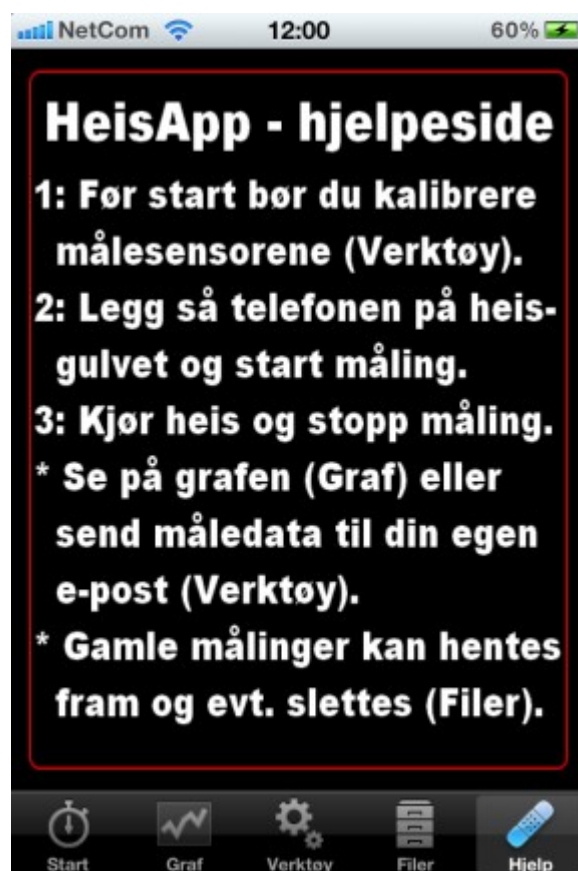 NetCom 12:00 60%
HeisApp - hjelpeside
1: Før start bør du kalibrere
målesensorene (Verktøy).
2: Legg så telefonen på heis-
gulvet og start måling.
3: Kjør heis og stopp måling.
* Se på grafen (Graf) eller
send måledata til din egen
e-post (Verktøy).
* Gamle målinger kan hentes
fram og evt. slettes (Filer).
Start Graf Verktøy Filer Hjelp